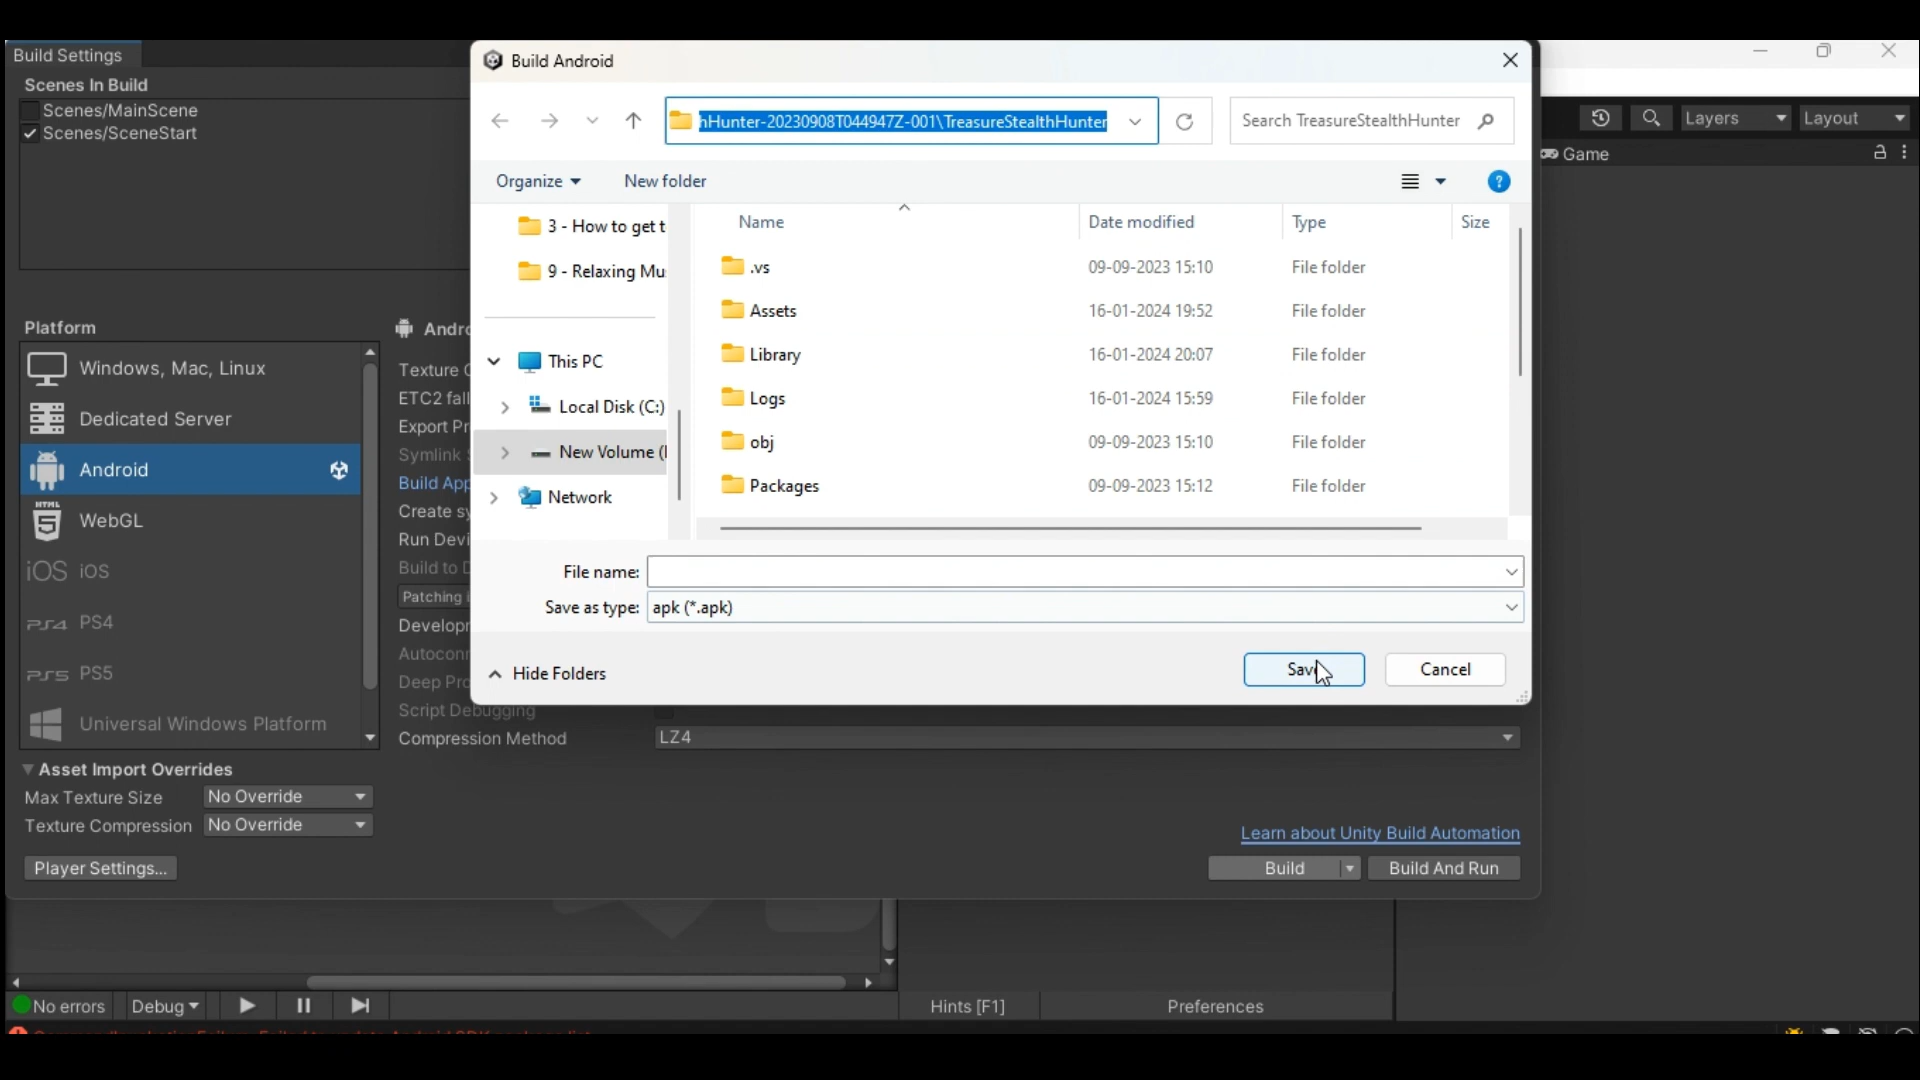 Build Settings
Scenes In Build
Scenes/MainScene
Scenes/SceneStart
Platform
Windows, Mac, Linux
Dedicated Server
Android
WebGL
iOS iOS
PS4 PS4
PS5 PS5
Universal Windows Platform
Asset Import Overrides
Max Texture Size No Override
Texture Compression No Override
Player Settings...
Andro
Texture C
ETC2 fall
Export Pr
Symlink S
Build App
Create sy
Run Devi
Build to D
Patching i
Developr
Autoconn
Deep Pro
Script Debugging
Compression Method LZ4
Build Android
hHunter-20230908T044947Z-001\TreasureStealthHunter
Search TreasureStealthHunter
Organize New folder
3 - How to get t
9 - Relaxing Mu
This PC
Local Disk (C:)
New Volume (
Network
Name Date modified Type Size
.vs 09-09-2023 15:10 File folder
Assets 16-01-2024 19:52 File folder
Library 16-01-2024 20:07 File folder
Logs 16-01-2024 15:59 File folder
obj 09-09-2023 15:10 File folder
Packages 09-09-2023 15:12 File folder
File name:
Save as type: apk (*.apk)
Hide Folders
Save Cancel
Learn about Unity Build Automation
Build Build And Run
Layers Layout
Game
No errors Debug
Hints [F1] Preferences